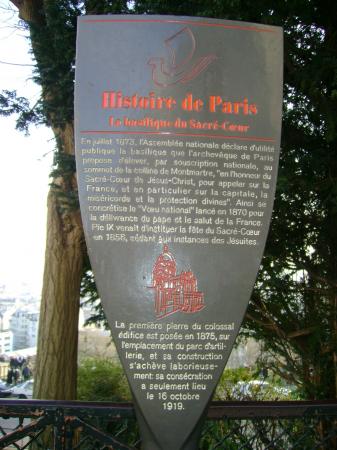 Histoire de Paris
La basilique du Sacré-Cœur
En juillet 1873, l'Assemblée nationale déclare d'utilité
publique la basilique que l'archevêque de Paris
propose d'élever, par souscription nationale, au
sommet de la colline de Montmartre, "en l'honneur du
Sacré-Cœur de Jésus-Christ, pour appeler sur la
France, et en particulier sur la capitale, la
miséricorde et la protection divines". Ainsi se
concrétise le "Vœu national" lancé en 1870 pour
la délivrance du pape et le salut de la France.
Pie IX venait d'instituer la fête du Sacré-Cœur
en 1856, cédant aux instances des Jésuites.
La première pierre du colossal
édifice est posée en 1875, sur
l'emplacement du parc d'artil-
lerie, et sa construction
s'achève laborieuse-
ment: sa consécration
a seulement lieu
le 16 octobre
1919.